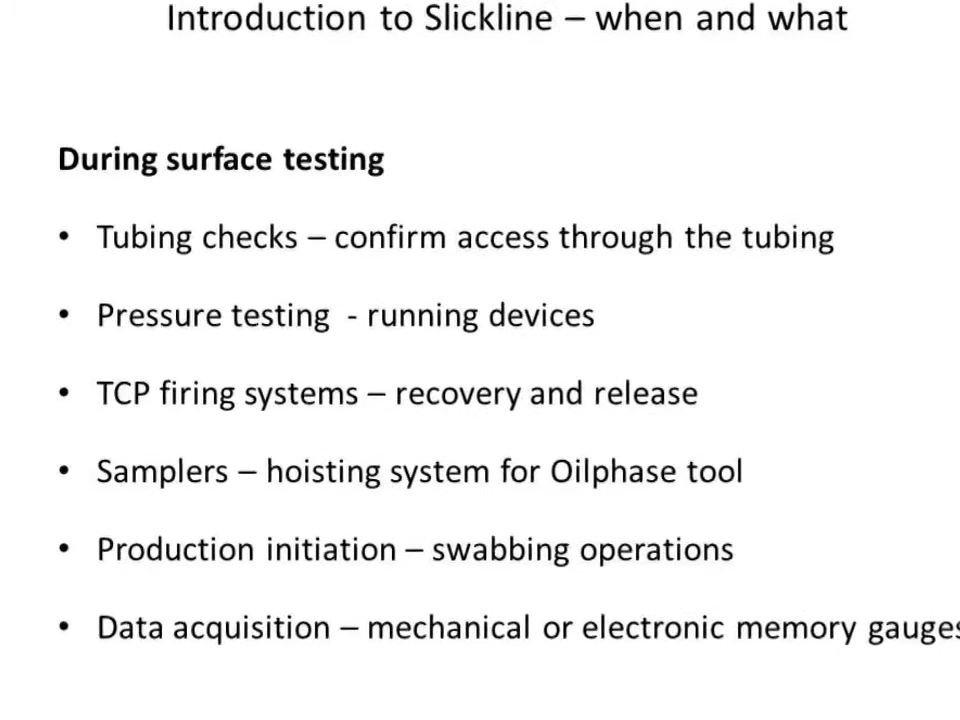 Introduction to Slickline – when and what
During surface testing
• Tubing checks – confirm access through the tubing
• Pressure testing  - running devices
• TCP firing systems – recovery and release
• Samplers – hoisting system for Oilphase tool
• Production initiation – swabbing operations
• Data acquisition – mechanical or electronic memory gauges